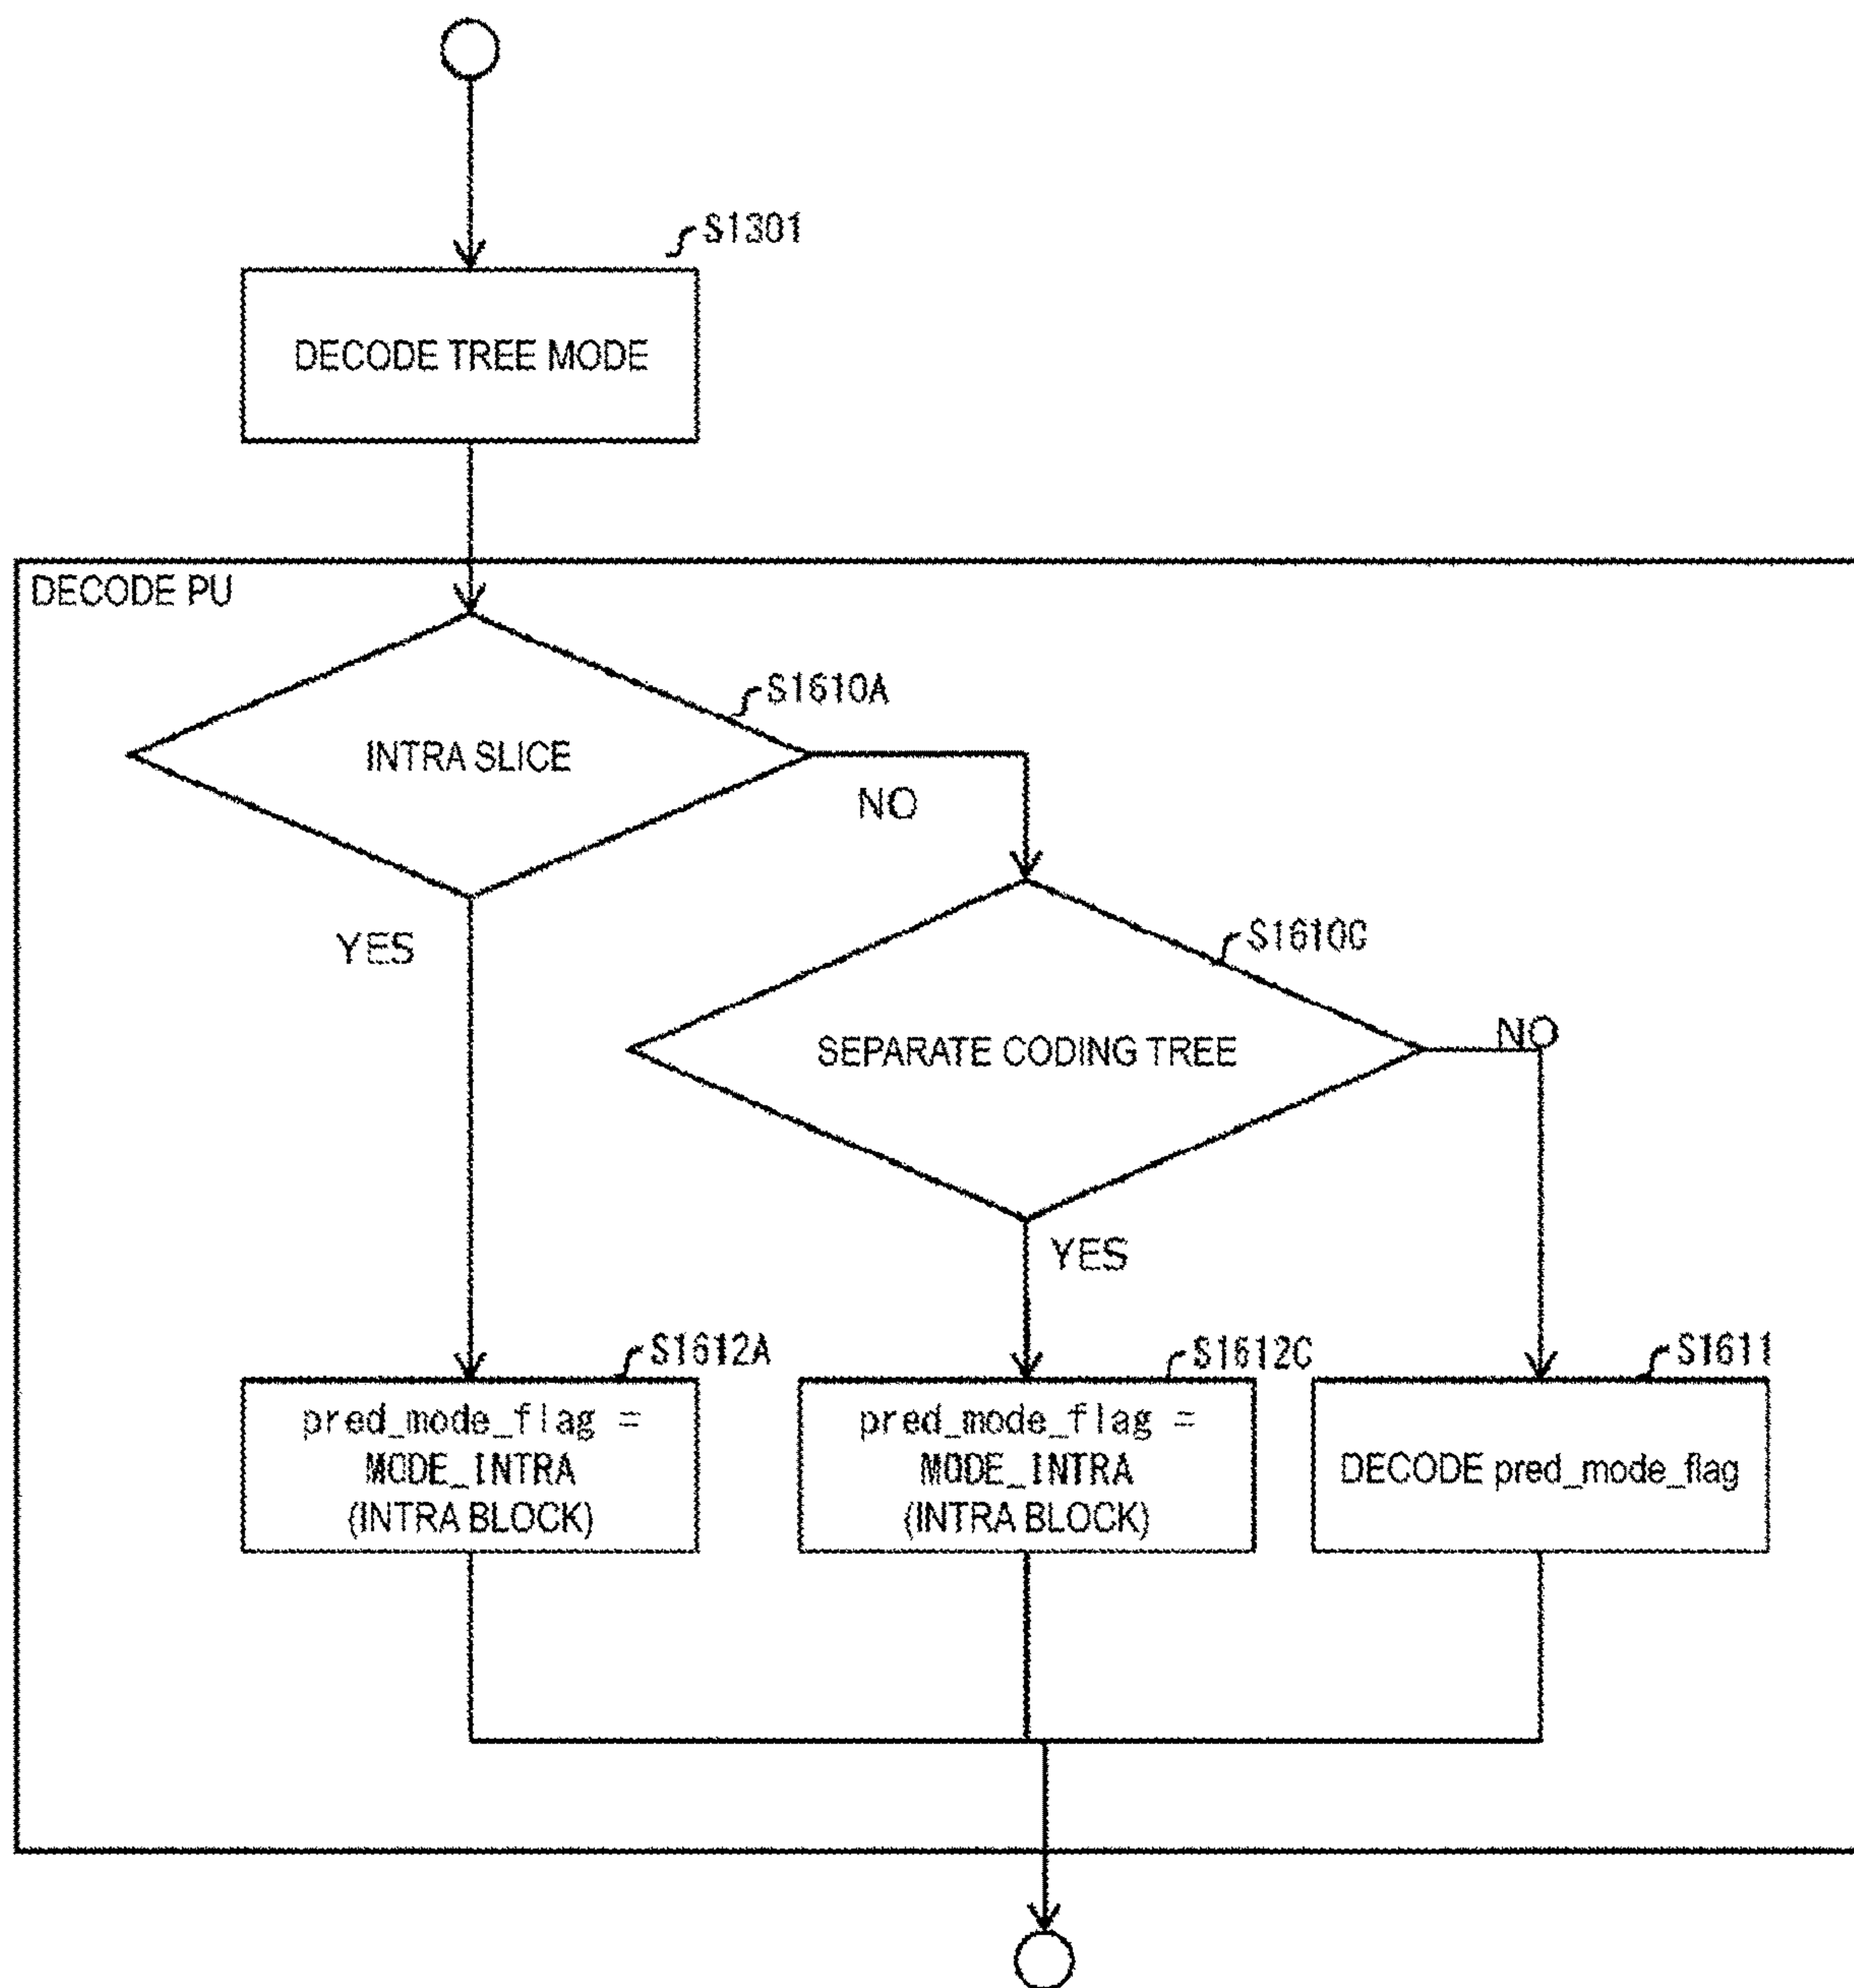 S1301
DECODE TREE MODE
DECODE PU
S1610A
INTRA SLICE
NO
YES
S1610C
SEPARATE CODING TREE
NO
YES
S1612A
pred_mode_flag =
MODE_INTRA
(INTRA BLOCK)
S1612C
pred_mode_flag =
MODE_INTRA
(INTRA BLOCK)
S1611
DECODE pred_mode_flag